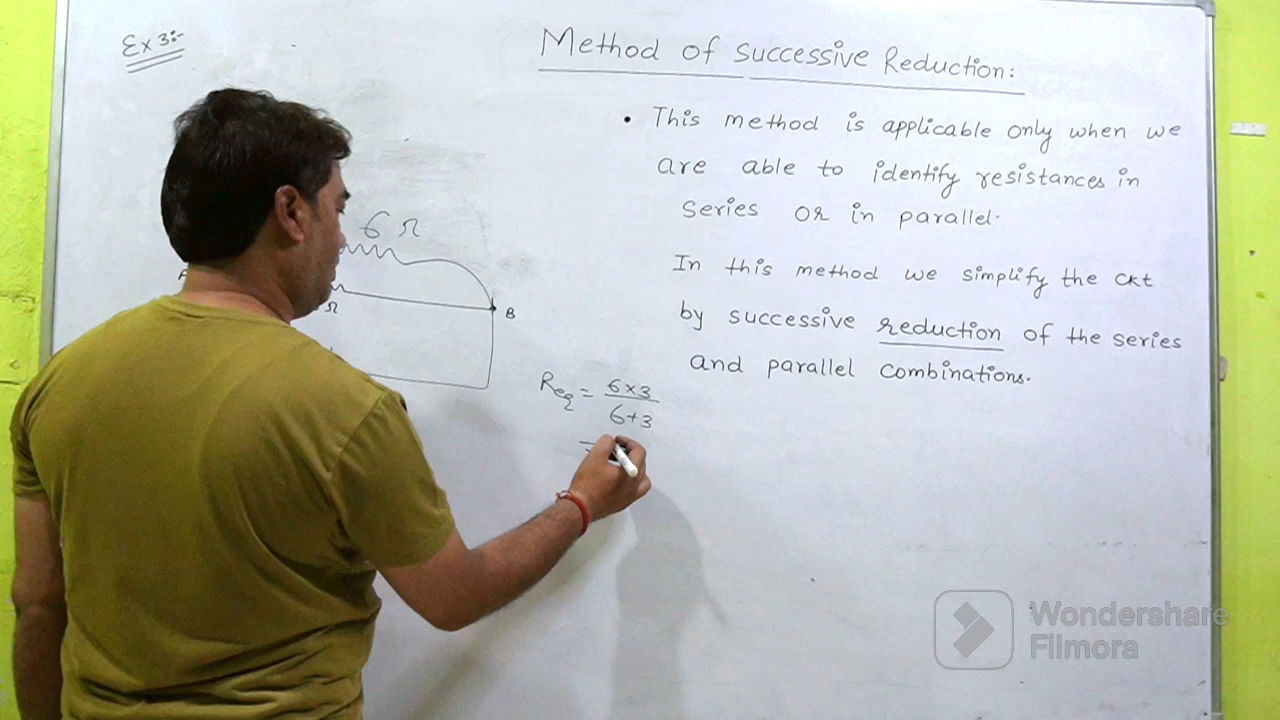 Ex 3:-
Method of Successive Reduction:
• This method is applicable only when we
are able to identify resistances in
series or in parallel.
In this method we simplify the ckt
by successive reduction of the series
and parallel combinations.
6 Ω
Ω
B
Req = 6×3
6+3
=
Wondershare
Filmora